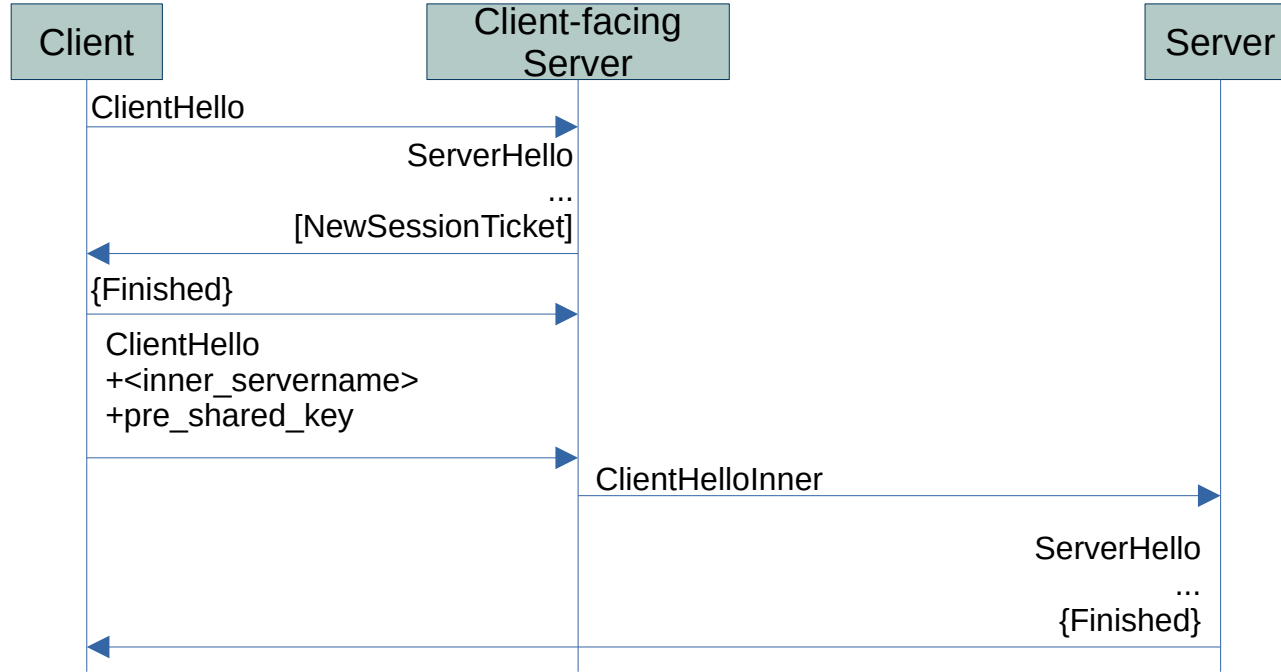 Client
Client-facing
Server
Server
ClientHello
ServerHello
...
[NewSessionTicket]
{Finished}
ClientHello
+<inner_servername>
+pre_shared_key
ClientHelloInner
ServerHello
...
{Finished}